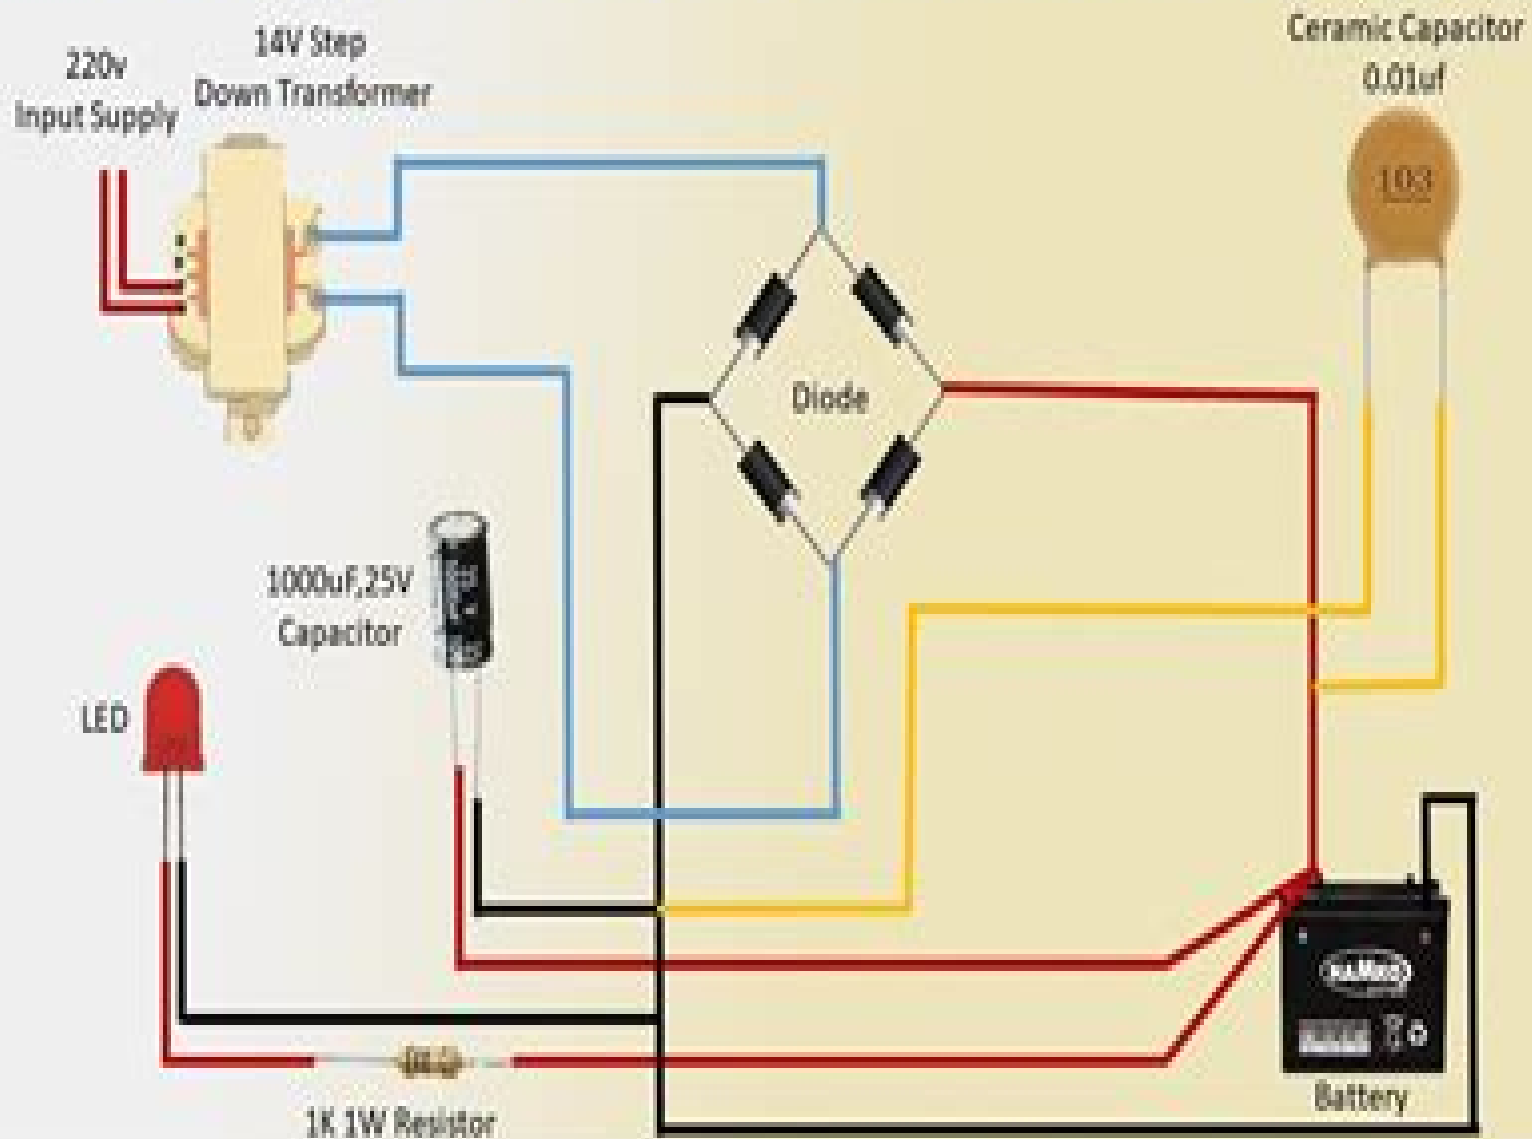 220v
Input Supply
14V Step
Down Transformer
Ceramic Capacitor
0.01uf
103
Diode
1000uF,25V
Capacitor
LED
1K 1W Resistor
Battery